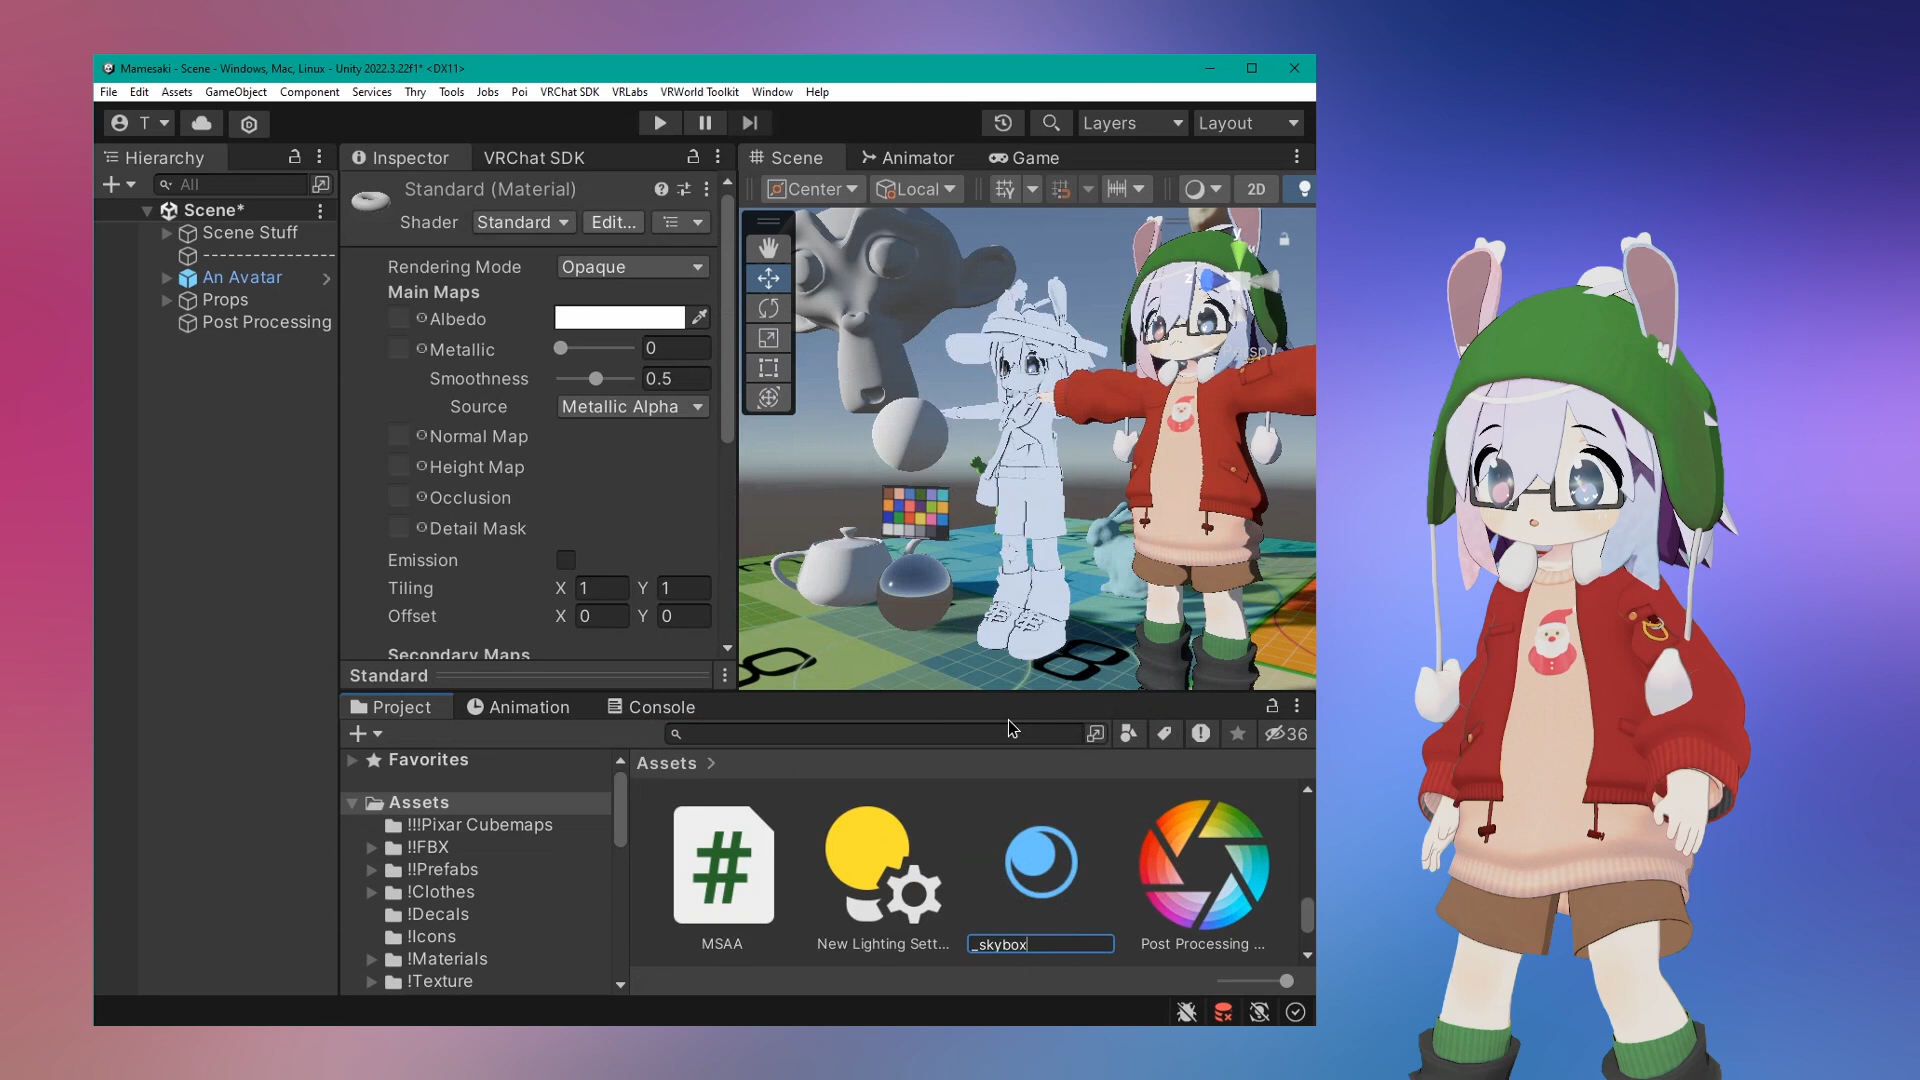 Mamesaki - Scene - Windows, Mac, Linux - Unity 2022.3.22f1* <DX11>
File Edit Assets GameObject Component Services Thry Tools Jobs Poi VRChat SDK VRLabs VRWorld Toolkit Window Help
T Layers Layout
Hierarchy
All
Scene*
Scene Stuff
--------------
An Avatar
Props
Post Processing
Inspector VRChat SDK
Standard (Material)
Shader Standard Edit...
Rendering Mode Opaque
Main Maps
Albedo
Metallic 0
Smoothness 0.5
Source Metallic Alpha
Normal Map
Height Map
Occlusion
Detail Mask
Emission
Tiling X 1 Y 1
Offset X 0 Y 0
Secondary Maps
Standard
Scene Animator Game
Center Local 2D
y
z
Persp
8
Project Animation Console
36
Favorites
Assets
!!!Pixar Cubemaps
!!FBX
!!Prefabs
!Clothes
!Decals
!Icons
!Materials
!Texture
Assets >
#
MSAA
New Lighting Sett...
_skybox
Post Processing ...